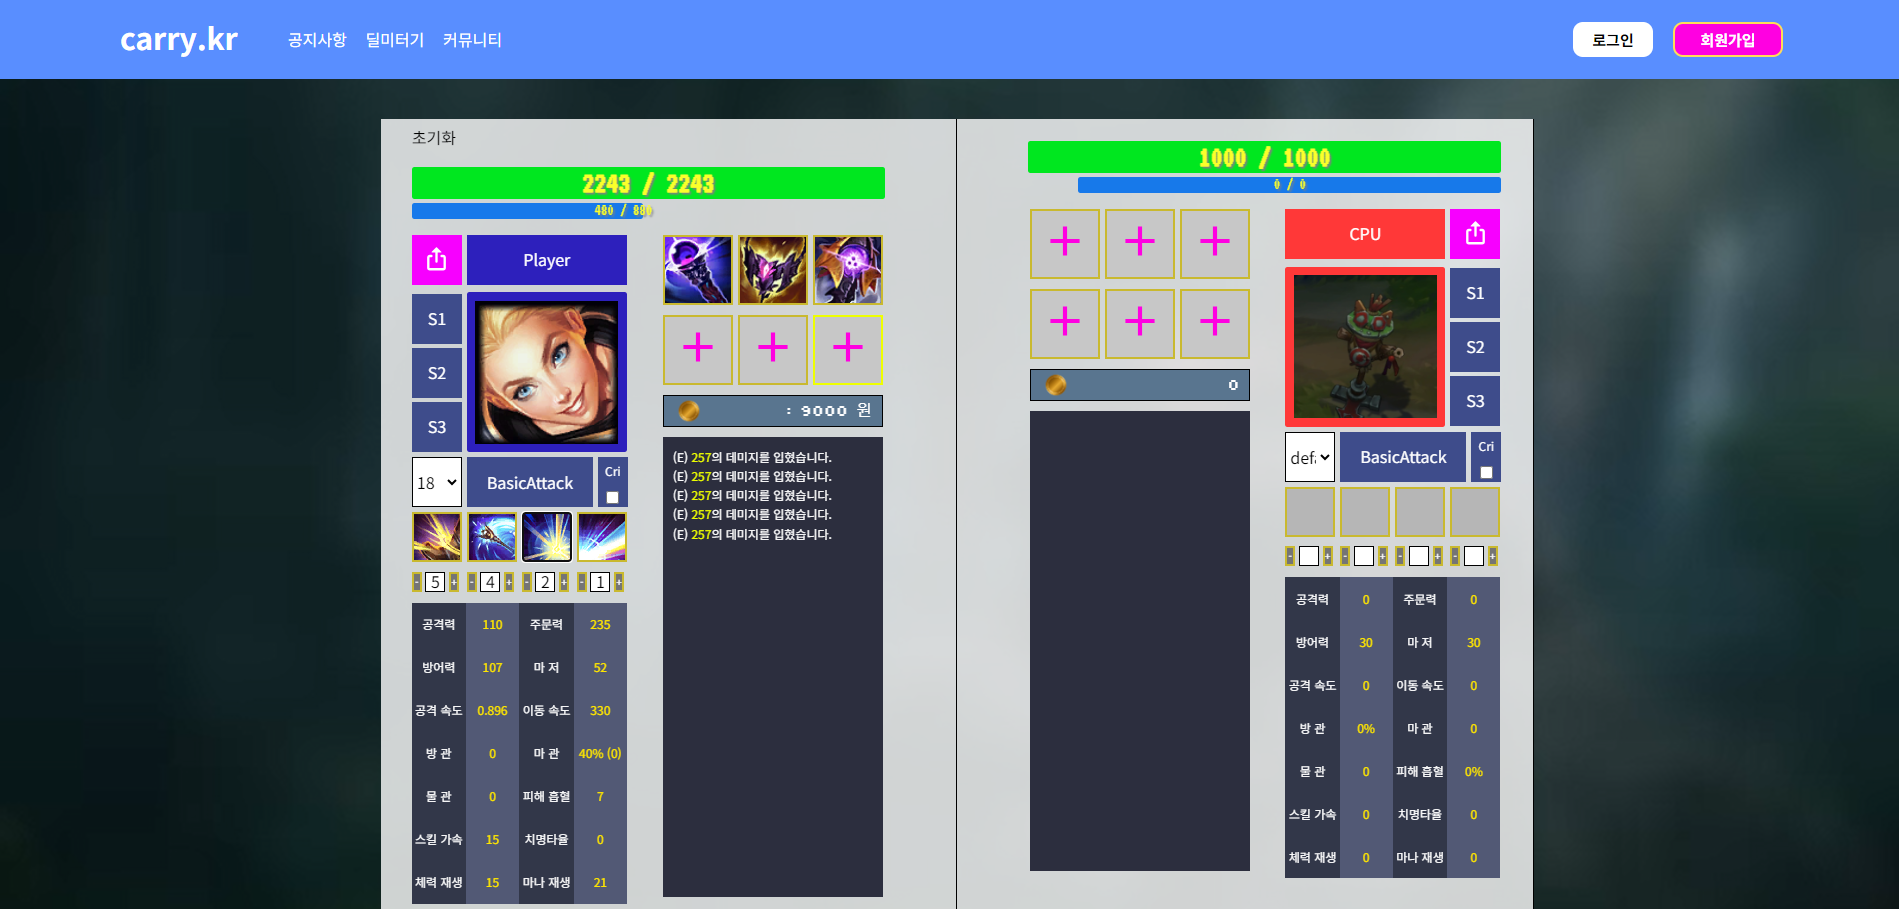 carry.kr 공지사항 딜미터기 커뮤니티 로그인 회원가입
초기화
2243 / 2243
480 / 880
Player
S1
S2
S3
18 BasicAttack Cri
- 5 + - 4 + - 2 + - 1 +
공격력 110 주문력 235
방어력 107 마 저 52
공격 속도 0.896 이동 속도 330
방 관 0 마 관 40% (0)
물 관 0 피해 흡혈 7
스킬 가속 15 치명타율 0
체력 재생 15 마나 재생 21
+ + +
: 9000 원
(E) 257의 데미지를 입혔습니다.
(E) 257의 데미지를 입혔습니다.
(E) 257의 데미지를 입혔습니다.
(E) 257의 데미지를 입혔습니다.
(E) 257의 데미지를 입혔습니다.
1000 / 1000
0 / 0
+ + +
+ + +
0
CPU
S1
S2
S3
defa BasicAttack Cri
- + - + - + - +
공격력 0 주문력 0
방어력 30 마 저 30
공격 속도 0 이동 속도 0
방 관 0% 마 관 0
물 관 0 피해 흡혈 0%
스킬 가속 0 치명타율 0
체력 재생 0 마나 재생 0